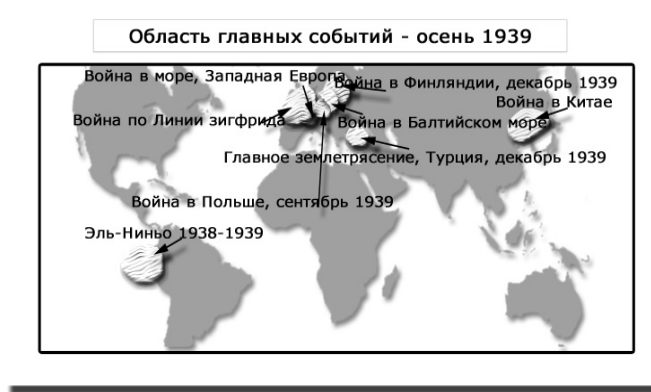 Область главных событий - осень 1939
Война в море, Западная Европа
Война в Финляндии, декабрь 1939
Война в Китае
Война по Линии зигфрида
Война в Балтийском море
Главное землетрясение, Турция, декабрь 1939
Война в Польше, сентябрь 1939
Эль-Ниньо 1938-1939